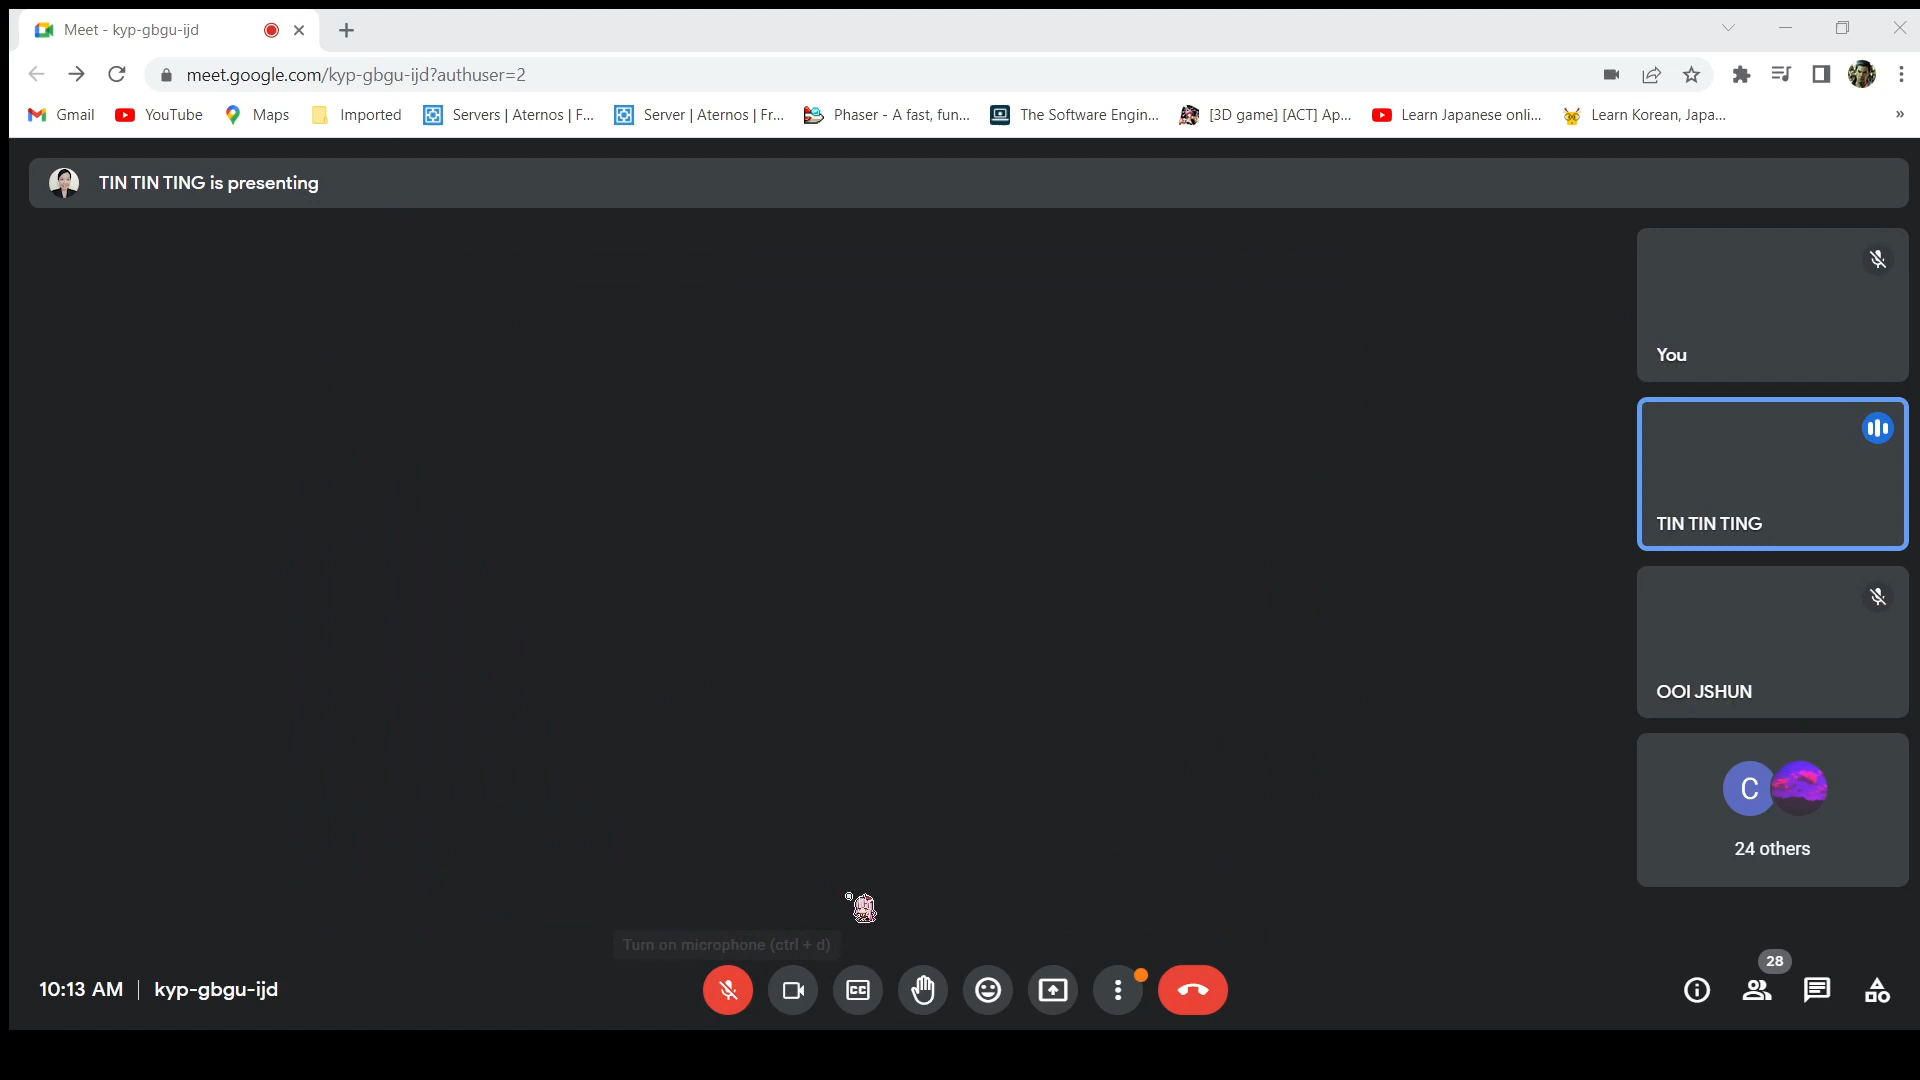 Meet - kyp-gbgu-ijd
meet.google.com/kyp-gbgu-ijd?authuser=2
Gmail YouTube Maps Imported Servers | Aternos | F... Server | Aternos | Fr... Phaser - A fast, fun... The Software Engin... [3D game] [ACT] Ap... Learn Japanese onli... Learn Korean, Japa... »
TIN TIN TING is presenting
You
TIN TIN TING
OOI JSHUN
C
24 others
Turn on microphone (ctrl + d)
10:13 AM | kyp-gbgu-ijd
CC
28